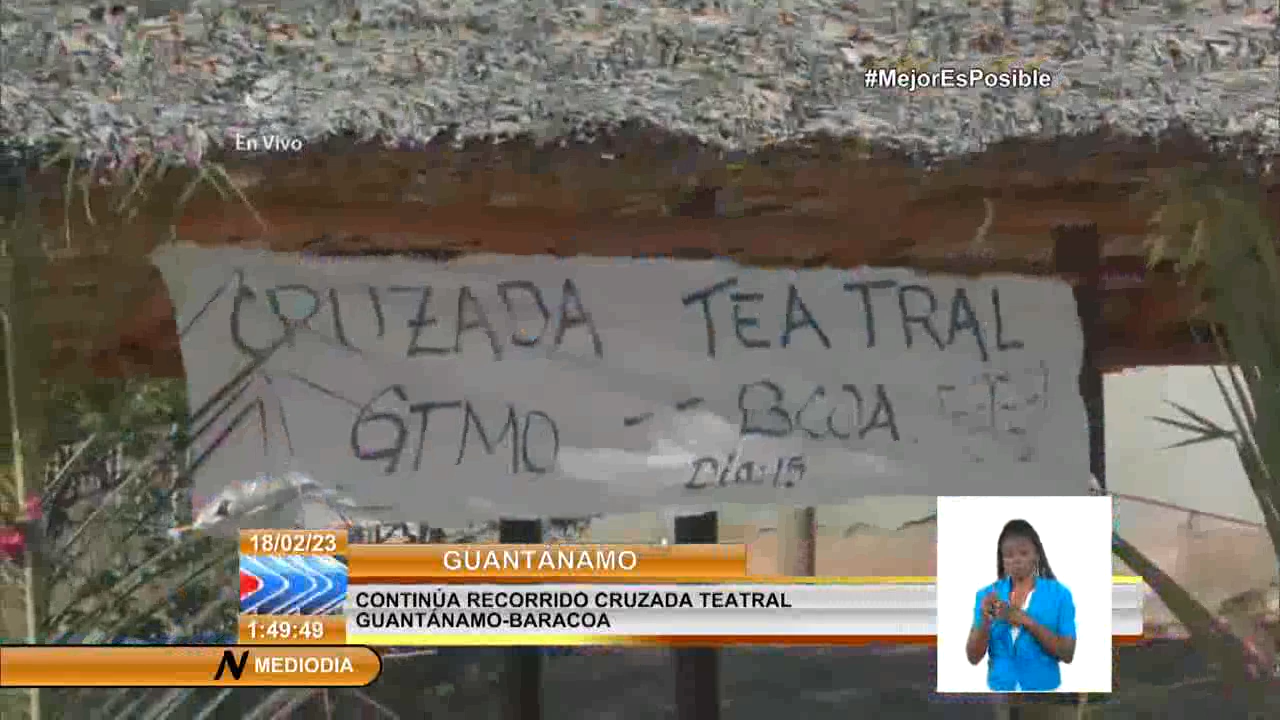 #MejorEsPosible
En Vivo
CRUZADA TEATRAL
GTMO -- BCOA
Día: 15
18/02/23
GUANTÁNAMO
CONTINÚA RECORRIDO CRUZADA TEATRAL
GUANTÁNAMO-BARACOA
1:49:49
N MEDIODIA